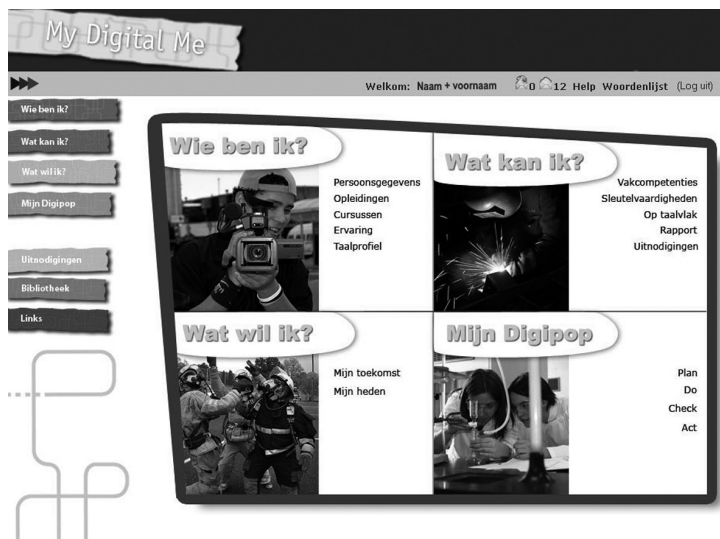 My Digital Me
Welkom: Naam + voornaam 0 12 Help Woordenlijst (Log uit)
Wie ben ik?
Wat kan ik?
Wat wil ik?
Mijn Digipop
Uitnodigingen
Bibliotheek
Links
Wie ben ik?
Persoonsgegevens
Opleidingen
Cursussen
Ervaring
Taalprofiel
Wat kan ik?
Vakcompetenties
Sleutelvaardigheden
Op taalvlak
Rapport
Uitnodigingen
Wat wil ik?
Mijn toekomst
Mijn heden
Mijn Digipop
Plan
Do
Check
Act